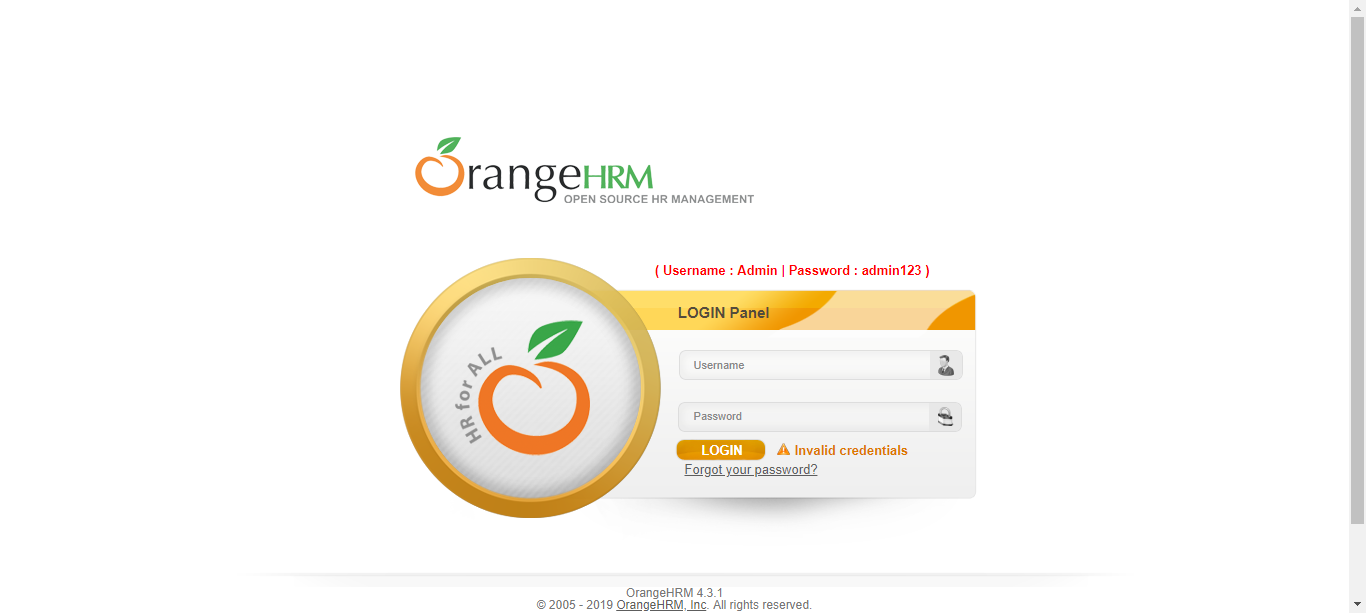 OrangeHRM
OPEN SOURCE HR MANAGEMENT
( Username : Admin | Password : admin123 )
LOGIN Panel
HR for ALL
Username
Password
LOGIN Invalid credentials
Forgot your password?
OrangeHRM 4.3.1
© 2005 - 2019 OrangeHRM, Inc. All rights reserved.